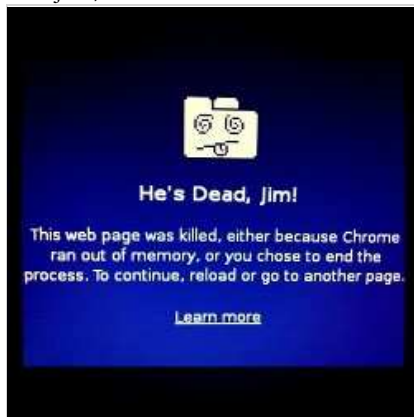 He's Dead, Jim!
This web page was killed, either because Chrome
ran out of memory, or you chose to end the
process. To continue, reload or go to another page.
Learn more